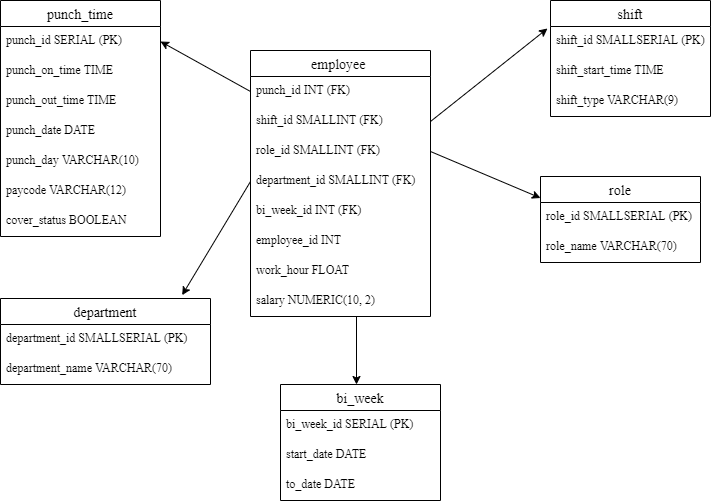 punch_time
punch_id SERIAL (PK)
punch_on_time TIME
punch_out_time TIME
punch_date DATE
punch_day VARCHAR(10)
paycode VARCHAR(12)
cover_status BOOLEAN
employee
punch_id INT (FK)
shift_id SMALLINT (FK)
role_id SMALLINT (FK)
department_id SMALLINT (FK)
bi_week_id INT (FK)
employee_id INT
work_hour FLOAT
salary NUMERIC(10, 2)
shift
shift_id SMALLSERIAL (PK)
shift_start_time TIME
shift_type VARCHAR(9)
role
role_id SMALLSERIAL (PK)
role_name VARCHAR(70)
department
department_id SMALLSERIAL (PK)
department_name VARCHAR(70)
bi_week
bi_week_id SERIAL (PK)
start_date DATE
to_date DATE